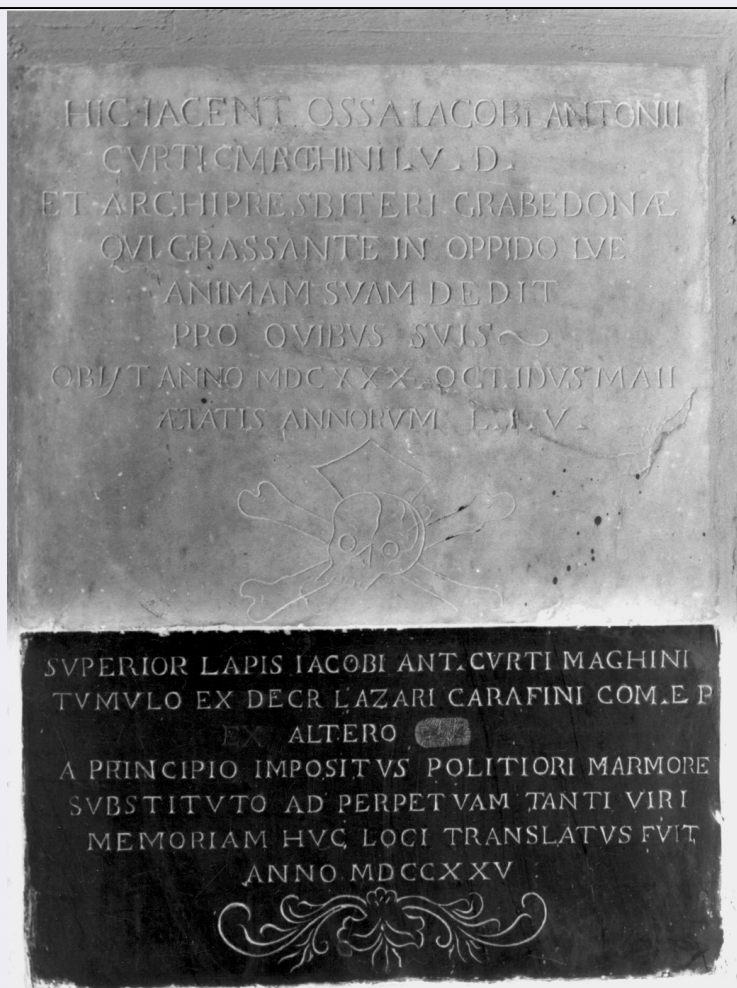 HIC·IACENT OSSA·IACOBI ANTONII
CVRTI MAGHINI I.V.D.
ET ARCHIPRESBITERI GRABEDONÆ
QVI GRASSANTE IN OPPIDO LVE
ANIMAM SVAM DEDIT
PRO OVIBVS SVIS
OBIJT ANNO MDCXXX OCT. IDVS MAII
ÆTATIS ANNORVM L.I.V.
SVPERIOR LAPIS IACOBI ANT. CVRTI MAGHINI
TVMVLO EX DECR LAZARI CARAFINI COM. E P
EX ALTERO
A PRINCIPIO IMPOSITVS POLITIORI MARMORE
SVBSTITVTO AD PERPETVAM TANTI VIRI
MEMORIAM HVC LOCI TRANSLATVS FVIT
ANNO MDCCXXV